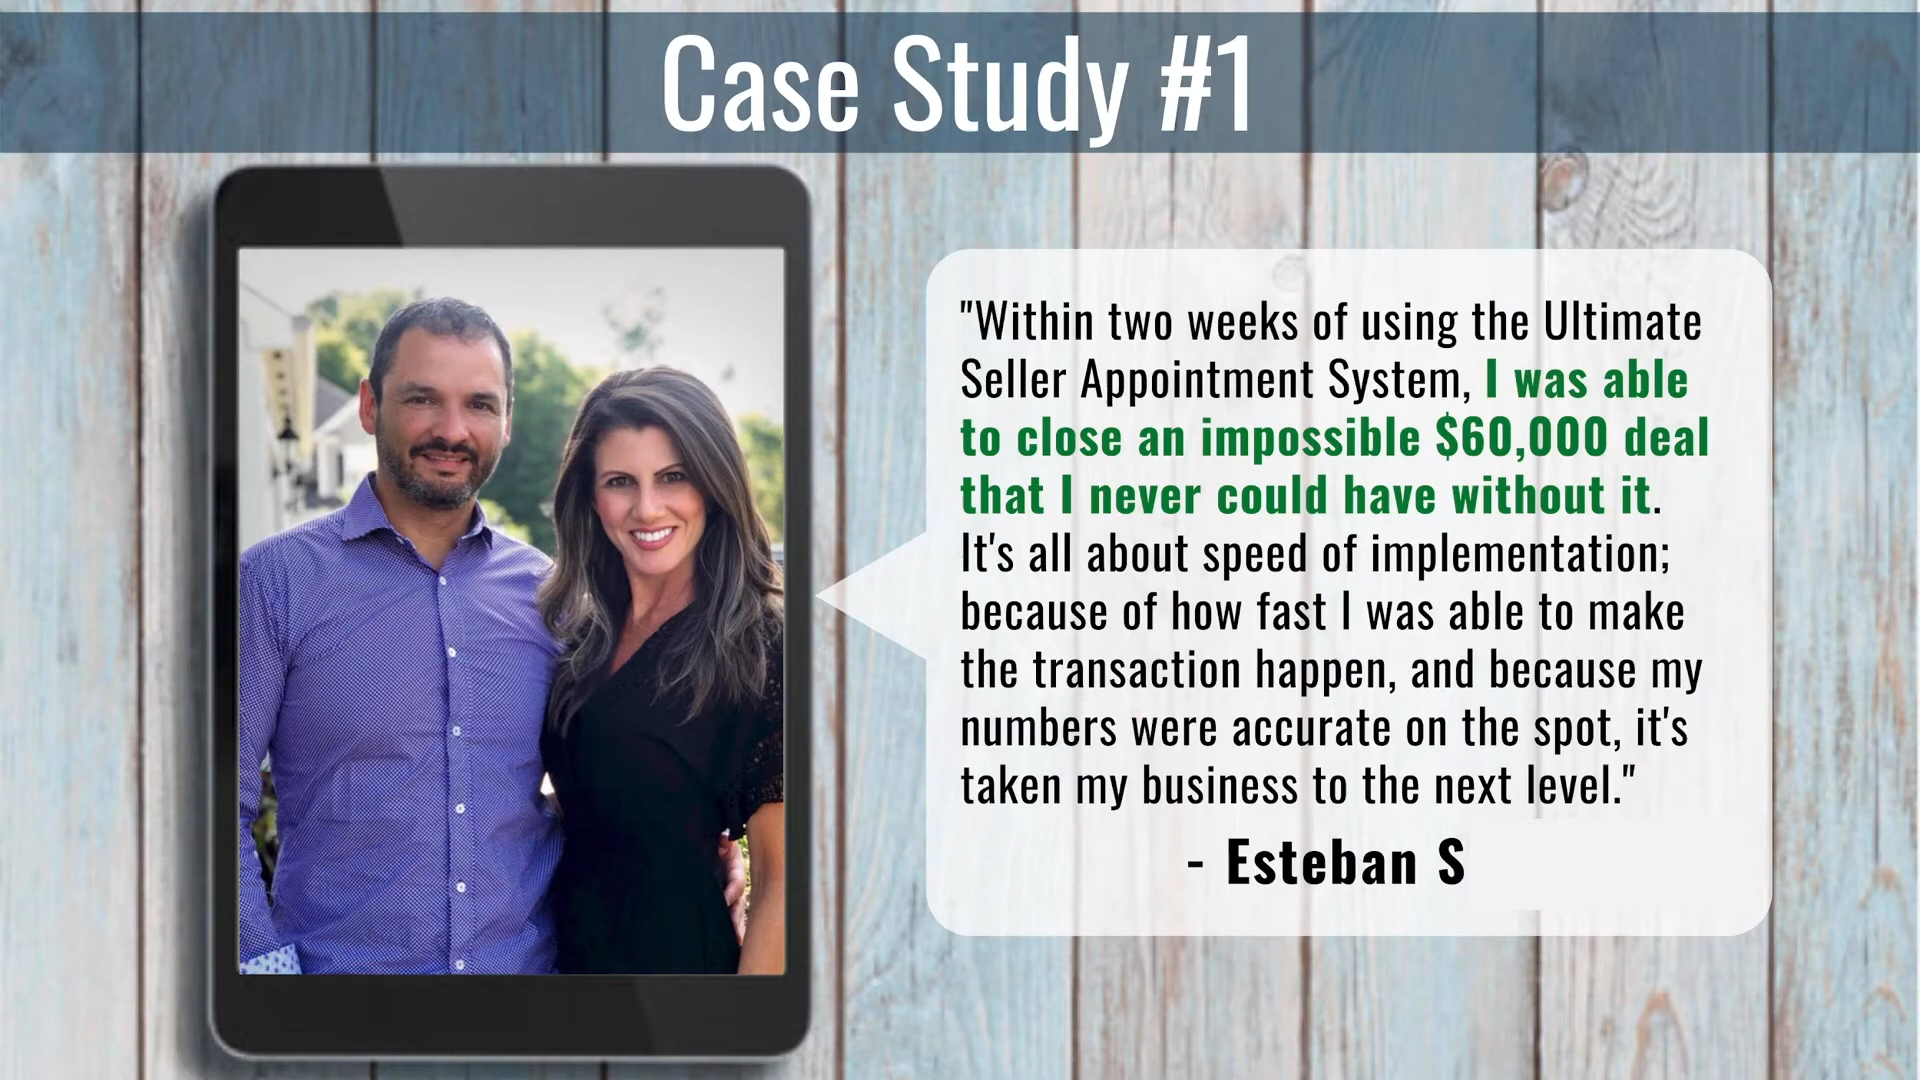 Case Study #1
"Within two weeks of using the Ultimate
Seller Appointment System, I was able
to close an impossible $60,000 deal
that I never could have without it.
It's all about speed of implementation;
because of how fast I was able to make
the transaction happen, and because my
numbers were accurate on the spot, it's
taken my business to the next level."
- Esteban S